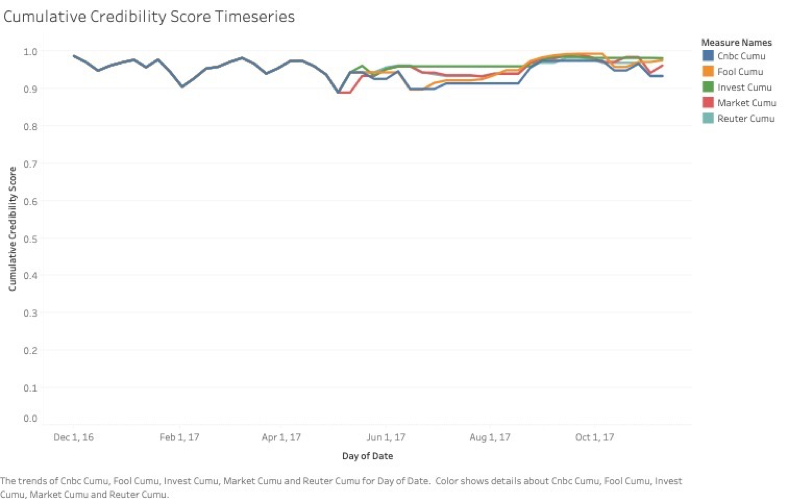 Cumulative Credibility Score Timeseries
Measure Names
Cnbc Cumu
Fool Cumu
Invest Cumu
Market Cumu
Reuter Cumu
Cumulative Credibility Score
1.0
0.9
0.8
0.7
0.6
0.5
0.4
0.3
0.2
0.1
0.0
Dec 1, 16
Feb 1, 17
Apr 1, 17
Jun 1, 17
Aug 1, 17
Oct 1, 17
Day of Date
The trends of Cnbc Cumu, Fool Cumu, Invest Cumu, Market Cumu and Reuter Cumu for Day of Date. Color shows details about Cnbc Cumu, Fool Cumu, Invest
Cumu, Market Cumu and Reuter Cumu.